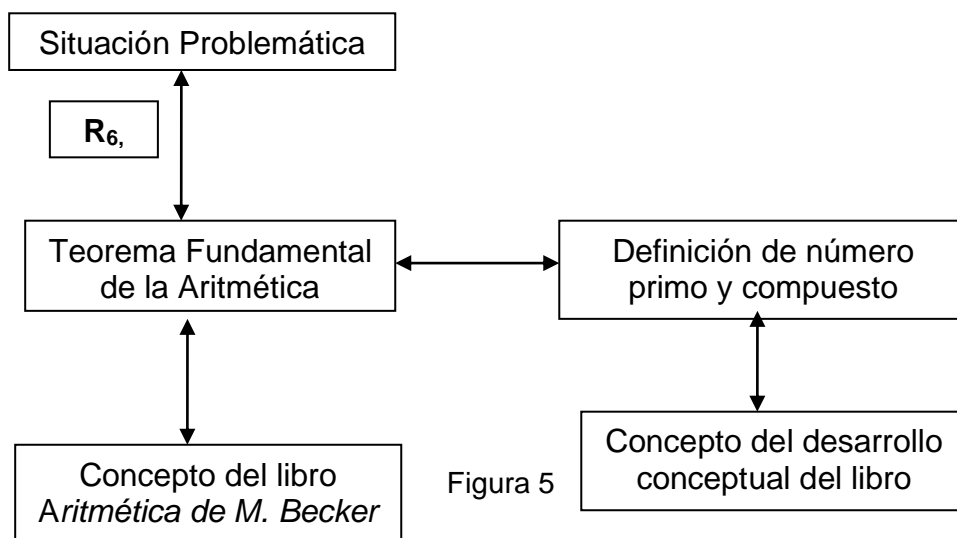 Situación Problemática
R6,
Teorema Fundamental
de la Aritmética
Definición de número
primo y compuesto
Concepto del libro
Aritmética de M. Becker
Figura 5
Concepto del desarrollo
conceptual del libro